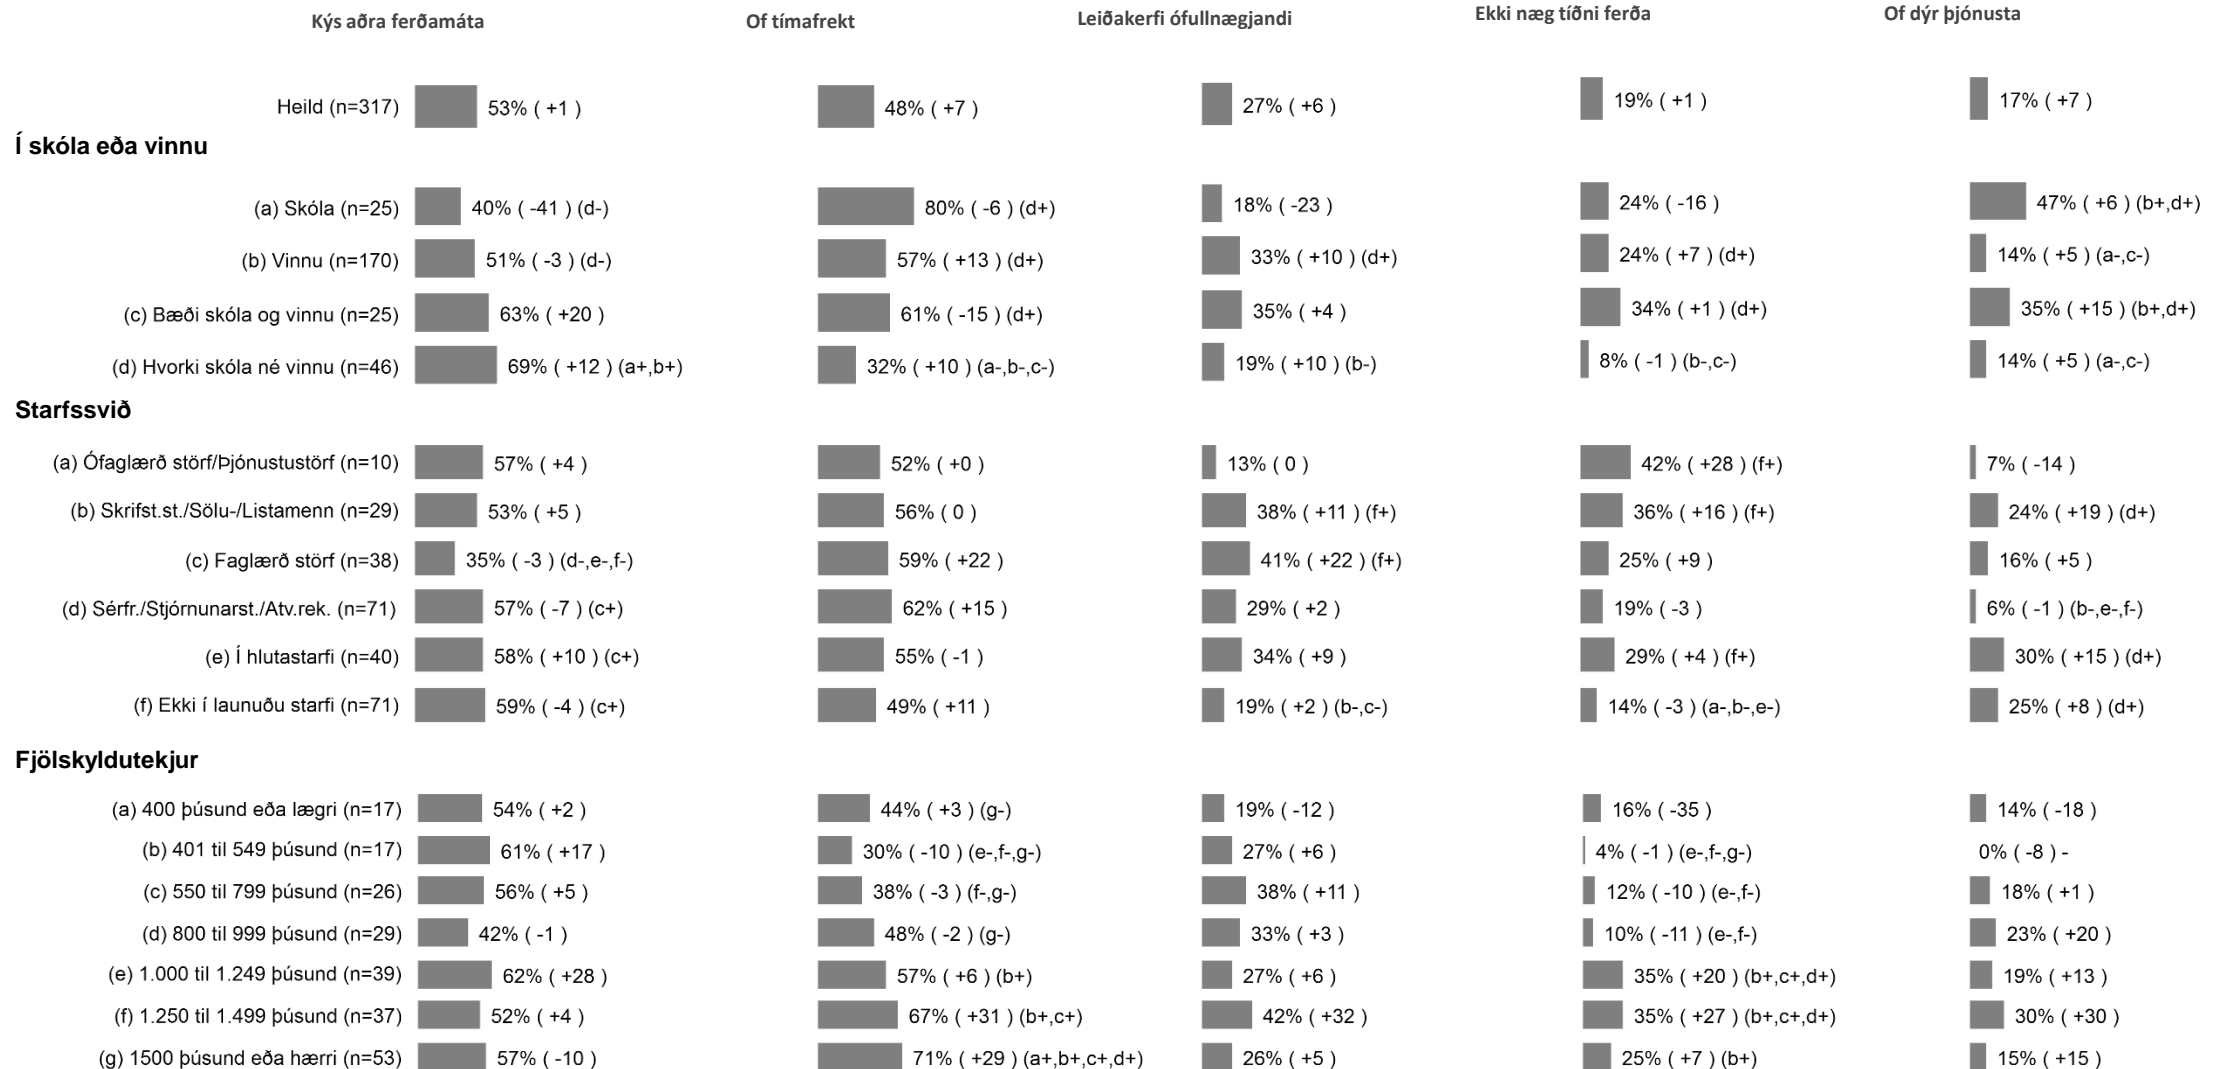 Kýs aðra ferðamáta Of tímafrekt Leiðakerfi ófullnægjandi Ekki næg tíðni ferða Of dýr þjónusta
Heild (n=317) 53% ( +1 ) 48% ( +7 ) 27% ( +6 ) 19% ( +1 ) 17% ( +7 )
Í skóla eða vinnu
(a) Skóla (n=25) 40% ( -41 ) (d-) 80% ( -6 ) (d+) 18% ( -23 ) 24% ( -16 ) 47% ( +6 ) (b+,d+)
(b) Vinnu (n=170) 51% ( -3 ) (d-) 57% ( +13 ) (d+) 33% ( +10 ) (d+) 24% ( +7 ) (d+) 14% ( +5 ) (a-,c-)
(c) Bæði skóla og vinnu (n=25) 63% ( +20 ) 61% ( -15 ) (d+) 35% ( +4 ) 34% ( +1 ) (d+) 35% ( +15 ) (b+,d+)
(d) Hvorki skóla né vinnu (n=46) 69% ( +12 ) (a+,b+) 32% ( +10 ) (a-,b-,c-) 19% ( +10 ) (b-) 8% ( -1 ) (b-,c-) 14% ( +5 ) (a-,c-)
Starfssvið
(a) Ófaglærð störf/Þjónustustörf (n=10) 57% ( +4 ) 52% ( +0 ) 13% ( 0 ) 42% ( +28 ) (f+) 7% ( -14 )
(b) Skrifst.st./Sölu-/Listamenn (n=29) 53% ( +5 ) 56% ( 0 ) 38% ( +11 ) (f+) 36% ( +16 ) (f+) 24% ( +19 ) (d+)
(c) Faglærð störf (n=38) 35% ( -3 ) (d-,e-,f-) 59% ( +22 ) 41% ( +22 ) (f+) 25% ( +9 ) 16% ( +5 )
(d) Sérfr./Stjórnunarst./Atv.rek. (n=71) 57% ( -7 ) (c+) 62% ( +15 ) 29% ( +2 ) 19% ( -3 ) 6% ( -1 ) (b-,e-,f-)
(e) Í hlutastarfi (n=40) 58% ( +10 ) (c+) 55% ( -1 ) 34% ( +9 ) 29% ( +4 ) (f+) 30% ( +15 ) (d+)
(f) Ekki í launuðu starfi (n=71) 59% ( -4 ) (c+) 49% ( +11 ) 19% ( +2 ) (b-,c-) 14% ( -3 ) (a-,b-,e-) 25% ( +8 ) (d+)
Fjölskyldutekjur
(a) 400 þúsund eða lægri (n=17) 54% ( +2 ) 44% ( +3 ) (g-) 19% ( -12 ) 16% ( -35 ) 14% ( -18 )
(b) 401 til 549 þúsund (n=17) 61% ( +17 ) 30% ( -10 ) (e-,f-,g-) 27% ( +6 ) 4% ( -1 ) (e-,f-,g-) 0% ( -8 ) -
(c) 550 til 799 þúsund (n=26) 56% ( +5 ) 38% ( -3 ) (f-,g-) 38% ( +11 ) 12% ( -10 ) (e-,f-) 18% ( +1 )
(d) 800 til 999 þúsund (n=29) 42% ( -1 ) 48% ( -2 ) (g-) 33% ( +3 ) 10% ( -11 ) (e-,f-) 23% ( +20 )
(e) 1.000 til 1.249 þúsund (n=39) 62% ( +28 ) 57% ( +6 ) (b+) 27% ( +6 ) 35% ( +20 ) (b+,c+,d+) 19% ( +13 )
(f) 1.250 til 1.499 þúsund (n=37) 52% ( +4 ) 67% ( +31 ) (b+,c+) 42% ( +32 ) 35% ( +27 ) (b+,c+,d+) 30% ( +30 )
(g) 1500 þúsund eða hærri (n=53) 57% ( -10 ) 71% ( +29 ) (a+,b+,c+,d+) 26% ( +5 ) 25% ( +7 ) (b+) 15% ( +15 )